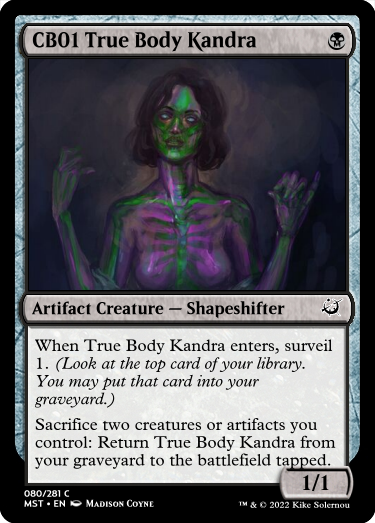 CB01 True Body Kandra
Artifact Creature — Shapeshifter
When True Body Kandra enters, surveil
1. (Look at the top card of your library.
You may put that card into your
graveyard.)
Sacrifice two creatures or artifacts you
control: Return True Body Kandra from
your graveyard to the battlefield tapped.
1/1
080/281 C
MST • EN Madison Coyne
™ & © 2022 Kike Solernou